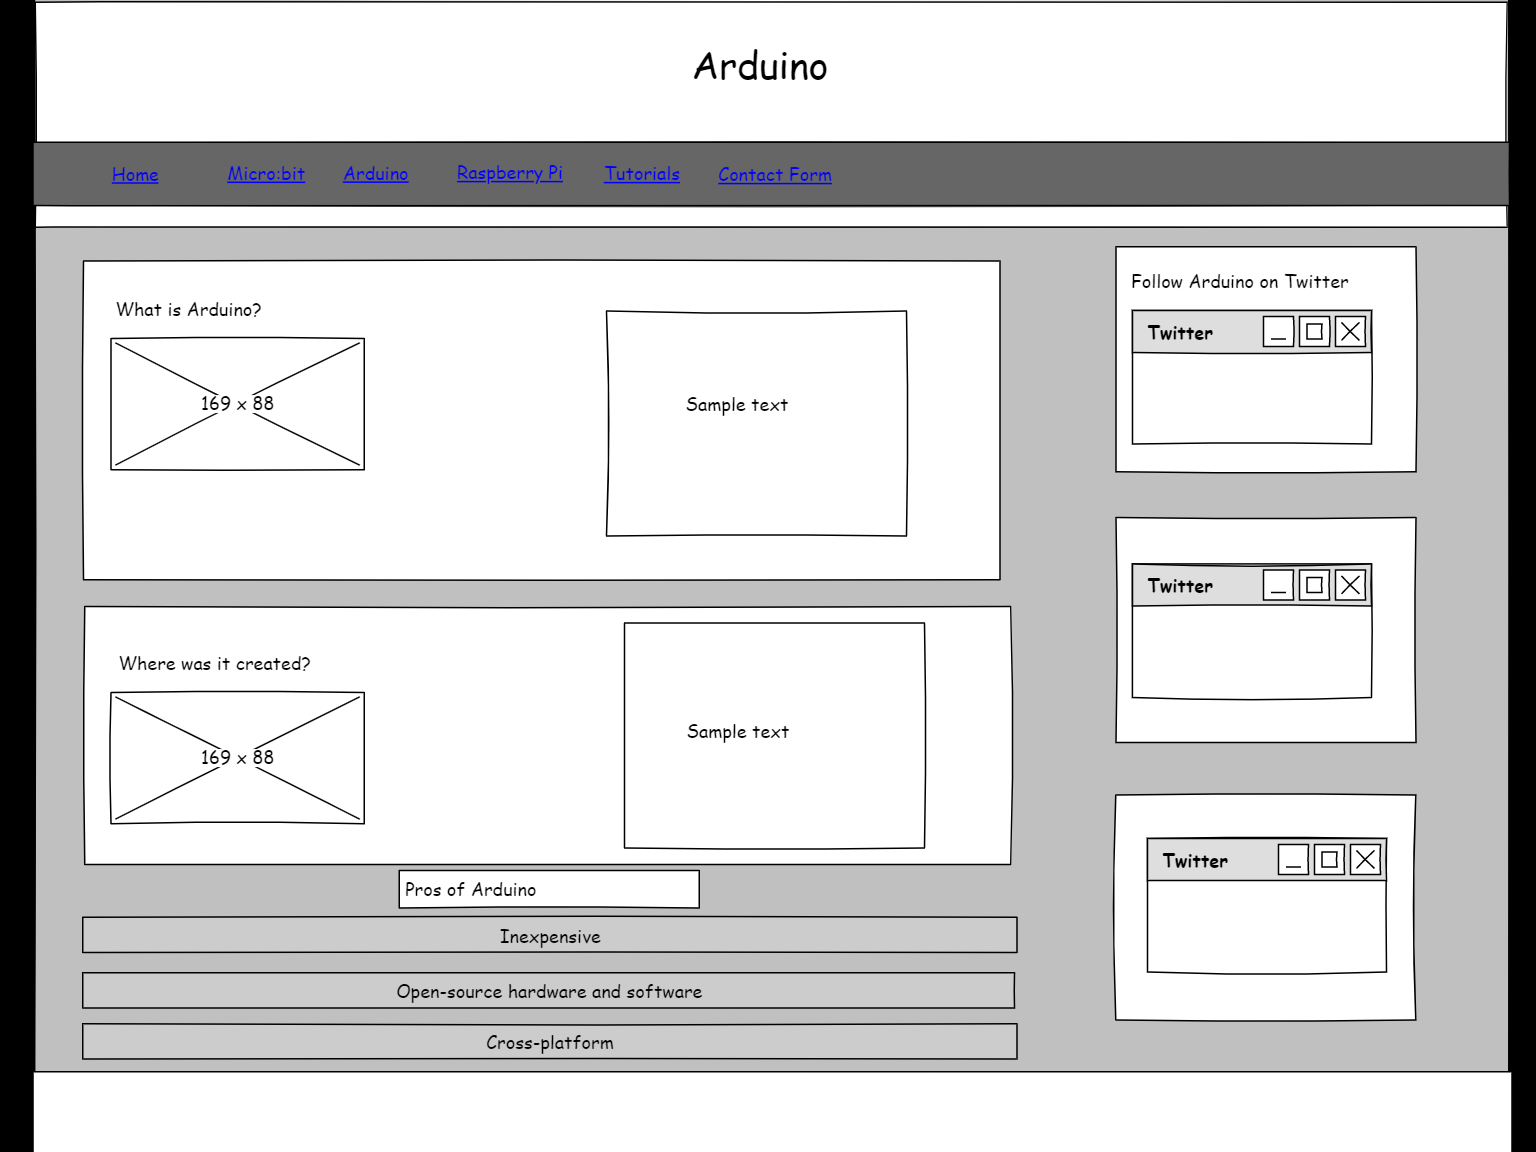 Arduino
Home Micro:bit Arduino Raspberry Pi Tutorials Contact Form
What is Arduino?
169 x 88
Sample text
Where was it created?
169 x 88
Sample text
Pros of Arduino
Inexpensive
Open-source hardware and software
Cross-platform
Follow Arduino on Twitter
Twitter
Twitter
Twitter